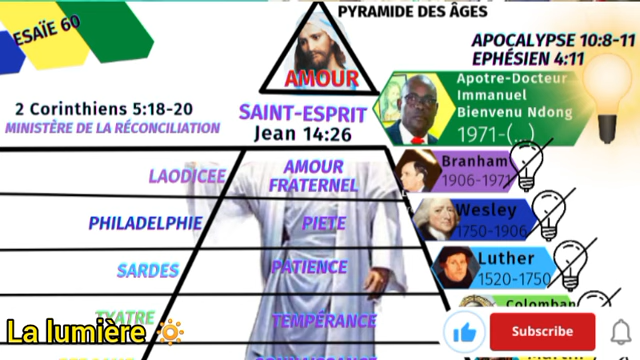 PYRAMIDE DES ÂGES
ESAÏE 60
APOCALYPSE 10:8-11
EPHÉSIEN 4:11
AMOUR
Apotre-Docteur
Immanuel
Bienvenu Ndong
1971-(...)
2 Corinthiens 5:18-20
MINISTÈRE DE LA RÉCONCILIATION
SAINT-ESPRIT
Jean 14:26
LAODICEE
AMOUR
FRATERNEL
Branham
1906-1971
PHILADELPHIE
PIETE
Wesley
1750-1906
SARDES
PATIENCE
Luther
1520-1750
TYATRE
TEMPÉRANCE
Colomban
La lumière
Subscribe